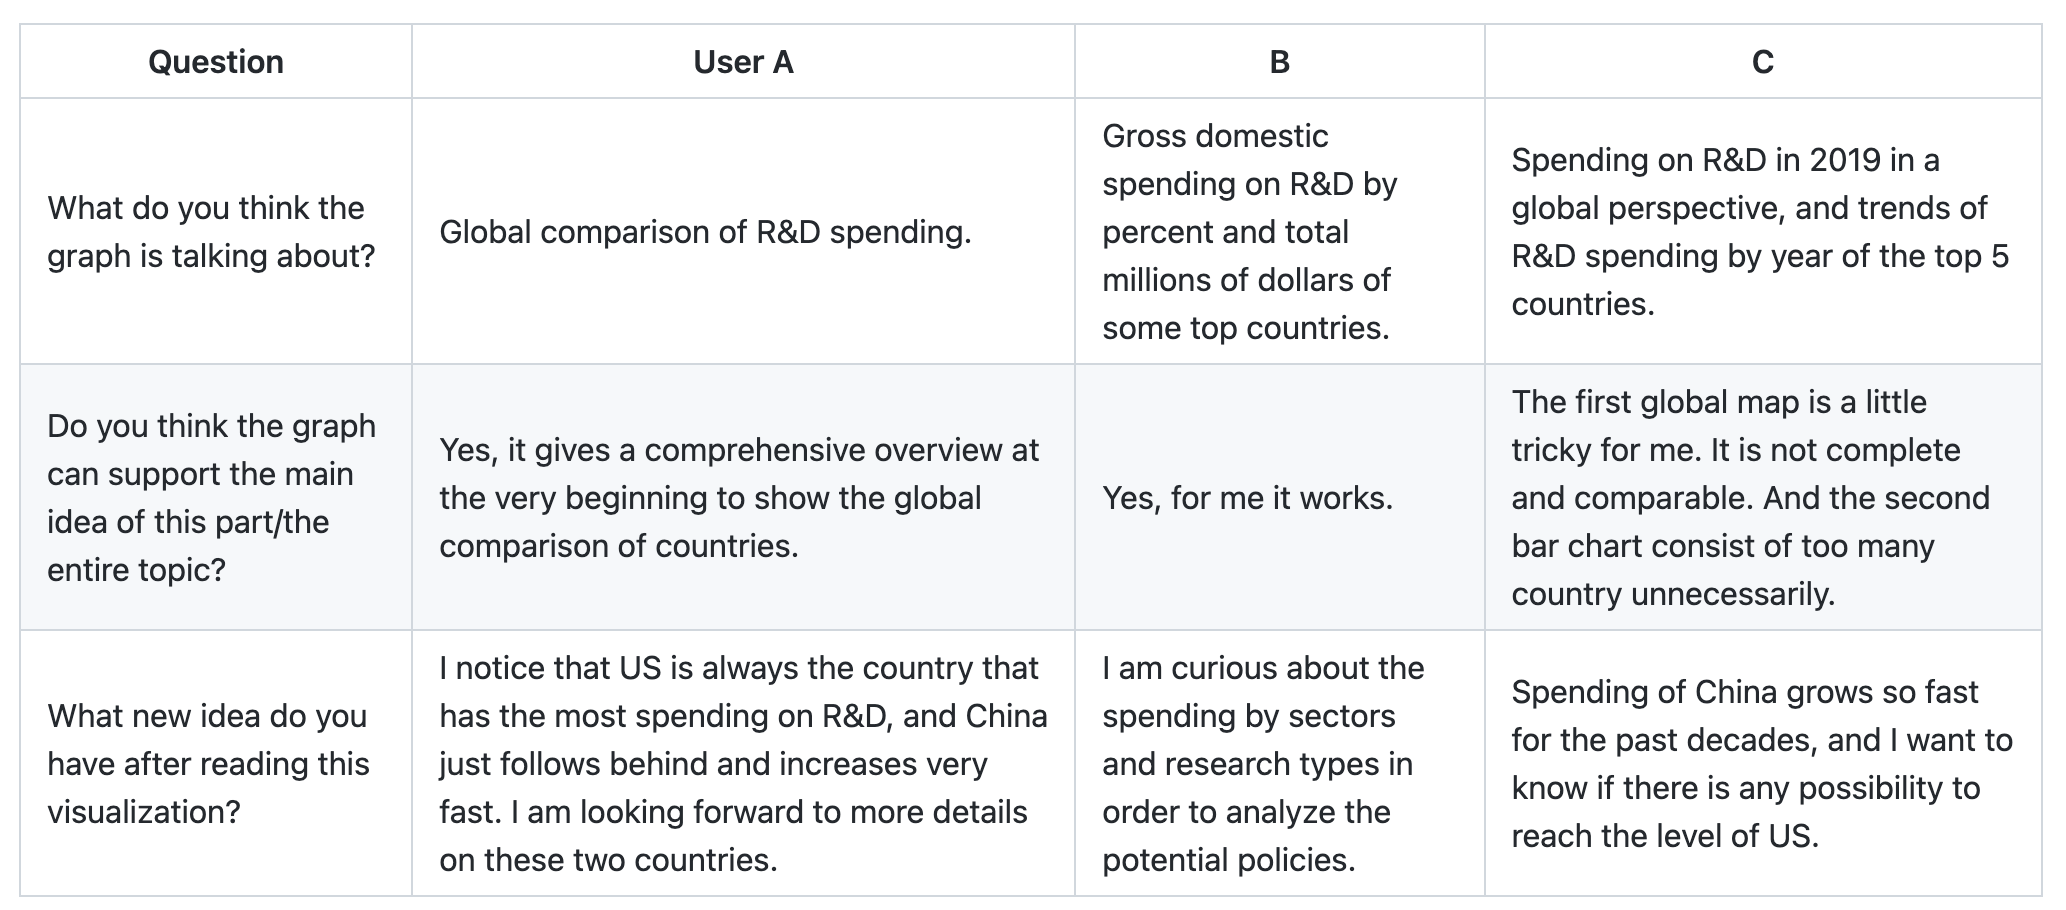 Question
User A
B
C
What do you think the
graph is talking about?
Global comparison of R&D spending.
Gross domestic
spending on R&D by
percent and total
millions of dollars of
some top countries.
Spending on R&D in 2019 in a
global perspective, and trends of
R&D spending by year of the top 5
countries.
Do you think the graph
can support the main
idea of this part/the
entire topic?
Yes, it gives a comprehensive overview at
the very beginning to show the global
comparison of countries.
Yes, for me it works.
The first global map is a little
tricky for me. It is not complete
and comparable. And the second
bar chart consist of too many
country unnecessarily.
What new idea do you
have after reading this
visualization?
I notice that US is always the country that
has the most spending on R&D, and China
just follows behind and increases very
fast. I am looking forward to more details
on these two countries.
I am curious about the
spending by sectors
and research types in
order to analyze the
potential policies.
Spending of China grows so fast
for the past decades, and I want to
know if there is any possibility to
reach the level of US.